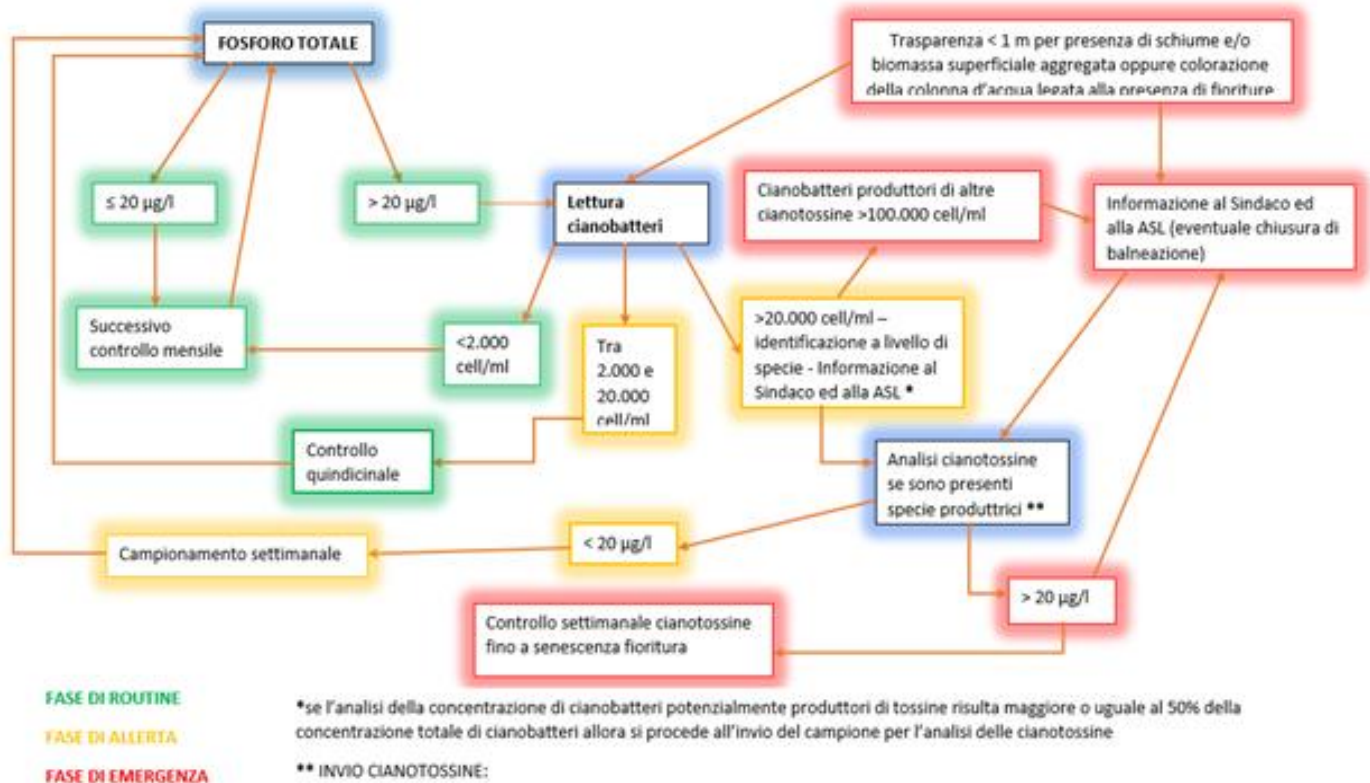 FOSFORO TOTALE
Trasparenza < 1 m per presenza di schiume e/o
biomassa superficiale aggregata oppure colorazione
della colonna d'acqua legata alla presenza di fioriture
≤ 20 µg/l
> 20 µg/l
Lettura
cianobatteri
Cianobatteri produttori di altre
cianotossine >100.000 cell/ml
Informazione al Sindaco ed
alla ASL (eventuale chiusura di
balneazione)
Successivo
controllo mensile
<2.000
cell/ml
Tra
2.000 e
20.000
cell/ml
>20.000 cell/ml –
identificazione a livello di
specie - Informazione al
Sindaco ed alla ASL *
Controllo
quindicinale
Analisi cianotossine
se sono presenti
specie produttrici **
Campionamento settimanale
< 20 µg/l
> 20 µg/l
Controllo settimanale cianotossine
fino a senescenza fioritura
FASE DI ROUTINE
FASE DI ALLERTA
FASE DI EMERGENZA
*se l'analisi della concentrazione di cianobatteri potenzialmente produttori di tossine risulta maggiore o uguale al 50% della
concentrazione totale di cianobatteri allora si procede all'invio del campione per l'analisi delle cianotossine
** INVIO CIANOTOSSINE: